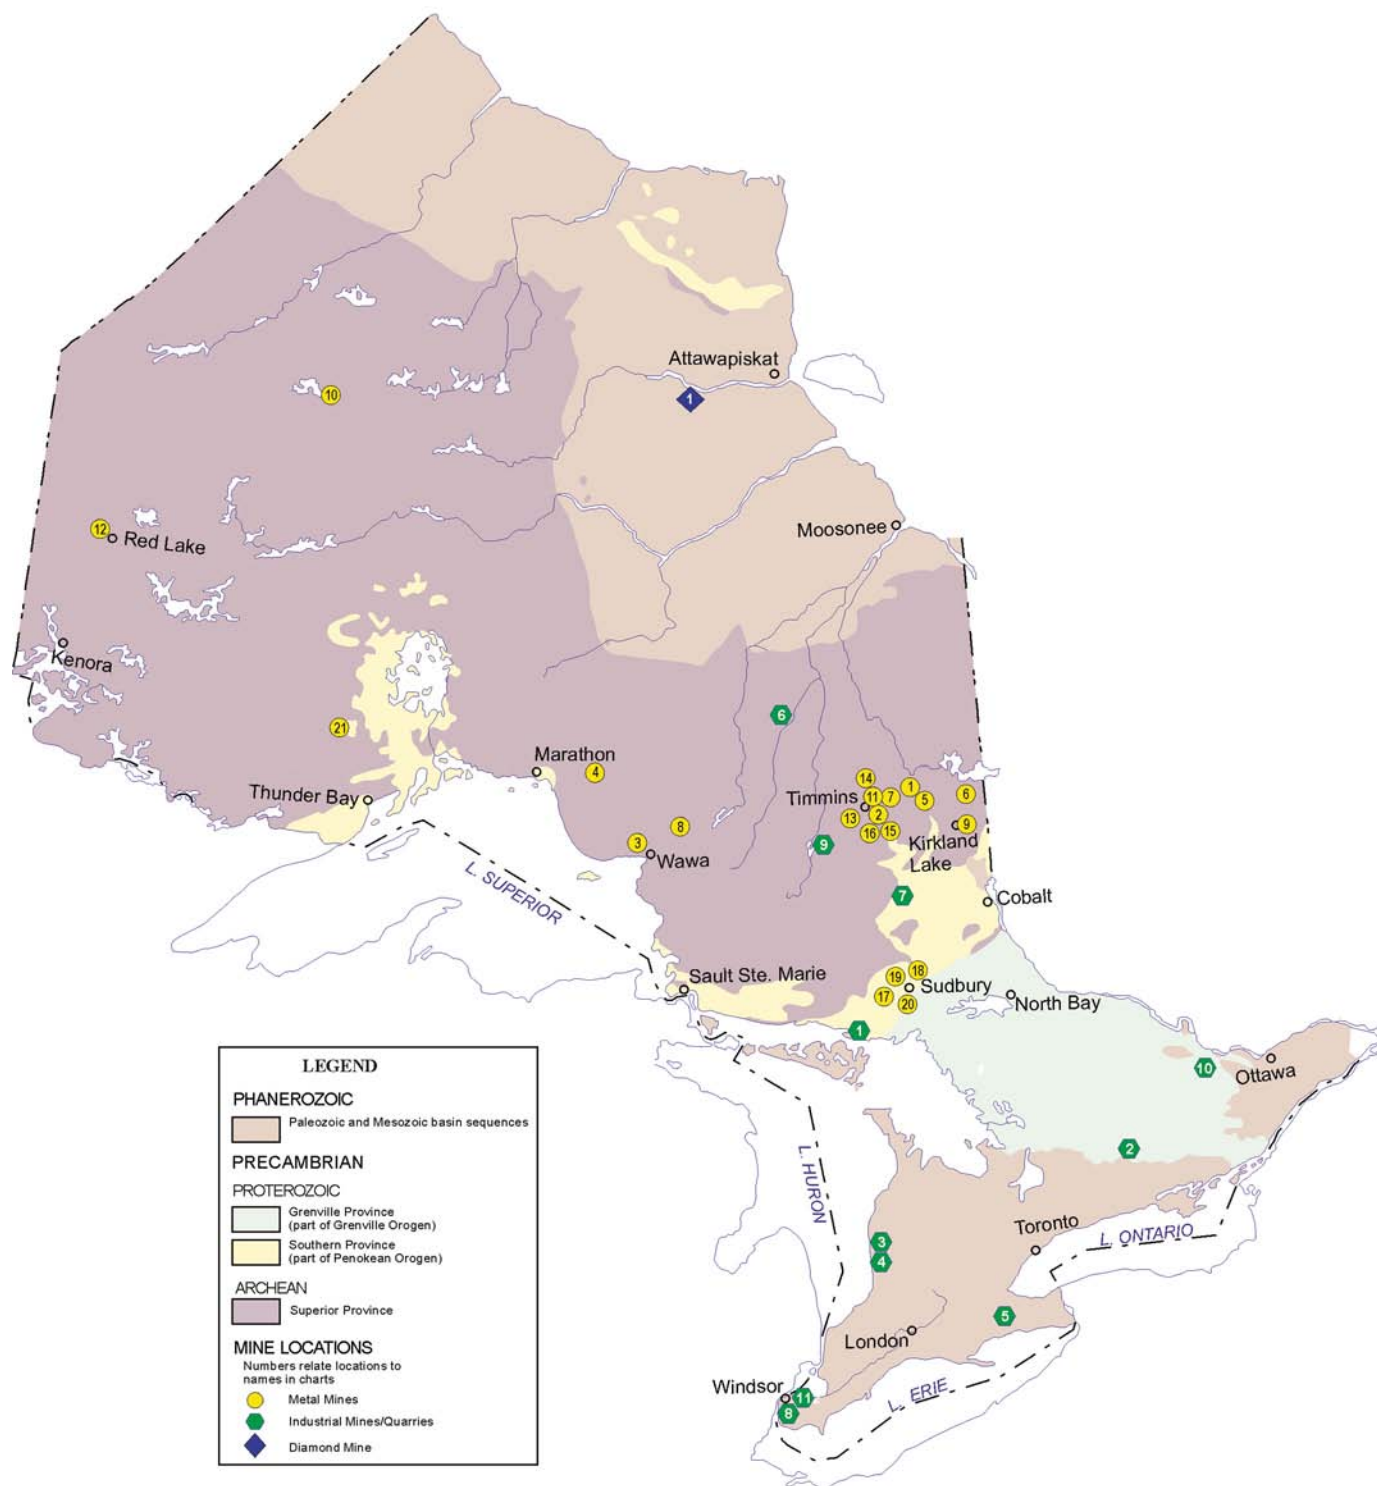 Attawapiskat
1
10
Moosonee
12
Red Lake
Kenora
6
21
Marathon
4
14
1
6
Thunder Bay
Timmins
11
7
5
13
2
9
8
16
15
Kirkland
Lake
3
Wawa
9
L. SUPERIOR
7
Cobalt
Sault Ste. Marie
19
18
Sudbury
17
20
North Bay
1
10
Ottawa
2
L. HURON
3
4
Toronto
L. ONTARIO
5
London
Windsor
11
8
L. ERIE
LEGEND
PHANEROZOIC
Paleozoic and Mesozoic basin sequences
PRECAMBRIAN
PROTEROZOIC
Grenville Province
(part of Grenville Orogen)
Southern Province
(part of Penokean Orogen)
ARCHEAN
Superior Province
MINE LOCATIONS
Numbers relate locations to
names in charts
Metal Mines
Industrial Mines/Quarries
Diamond Mine